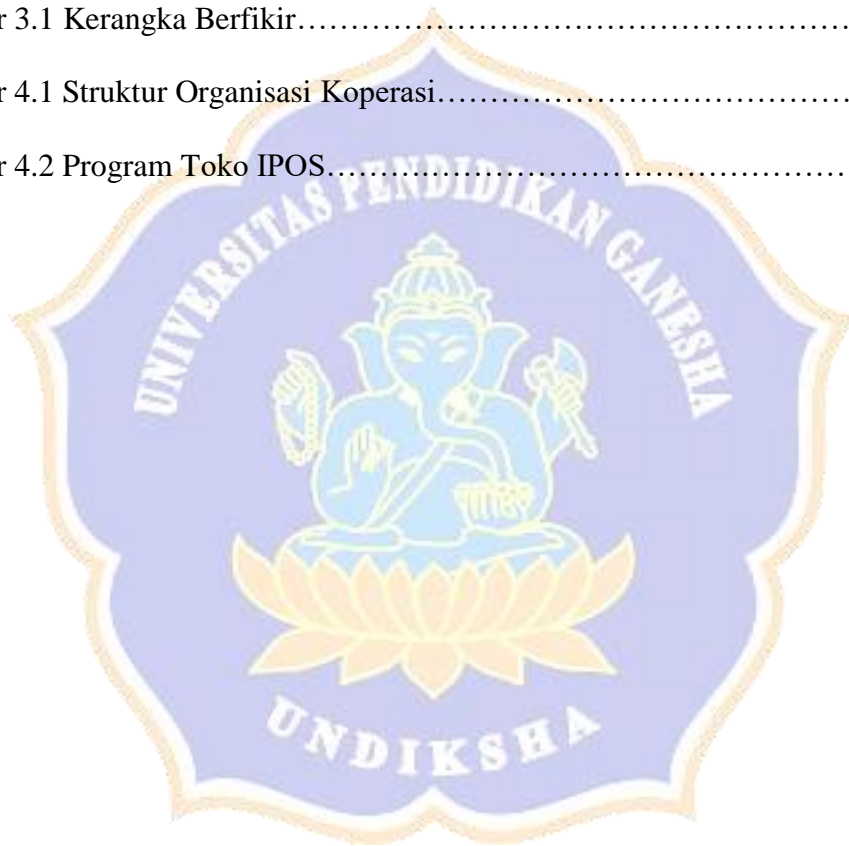 r 3.1 Kerangka Berfikir……………………………………………………
r 4.1 Struktur Organisasi Koperasi………………………………………
r 4.2 Program Toko IPOS…………………………………………………
UNIVERSITAS PENDIDIKAN GANESHA
UNDIKSHA